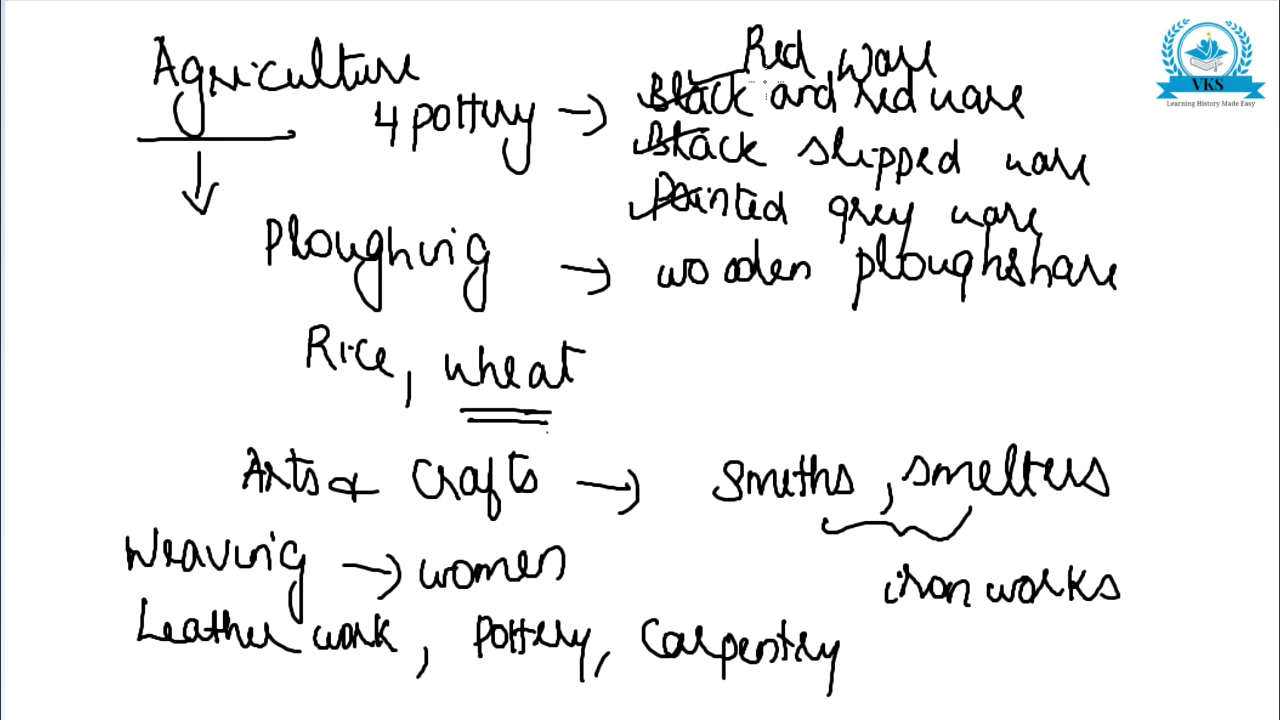 Agriculture
Red ware
4 pottery → Black and red ware
Black slipped ware
Painted grey ware
Ploughing → wooden ploughshare
Rice, wheat
Arts & Crafts → Smiths, smelters
iron works
Weaving → women
Leather work, Pottery, Carpentry
VKS
Learning History Made Easy